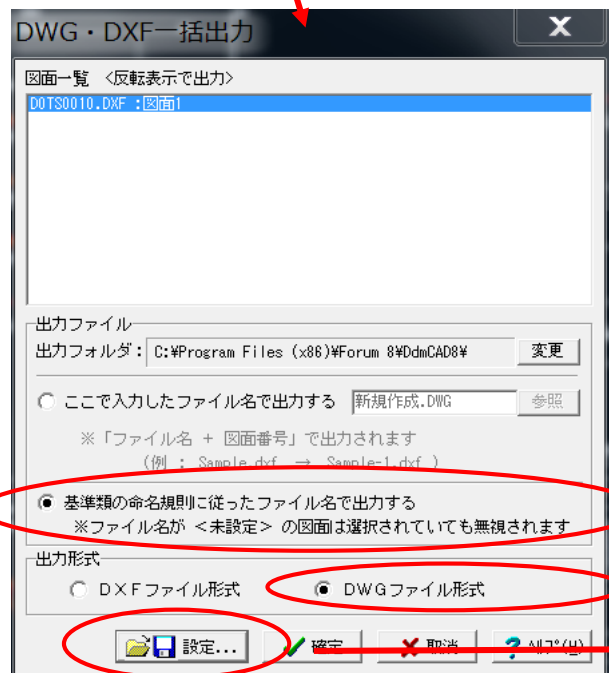 DWG・DXF一括出力
X
図面一覧 <反転表示で出力>
D0TS0010.DXF :図面1
出力ファイル
出力フォルダ: C:¥Program Files (x86)¥Forum 8¥DdmCAD8¥ 変更
ここで入力したファイル名で出力する 新規作成.DWG 参照
※「ファイル名 + 図面番号」で出力されます
(例 : Sample.dxf → Sample-1.dxf )
基準類の命名規則に従ったファイル名で出力する
※ファイル名が <未設定> の図面は選択されていても無視されます
出力形式
DXFファイル形式 DWGファイル形式
設定... 確定 取消 ? ﾍﾙﾌﾟ(H)